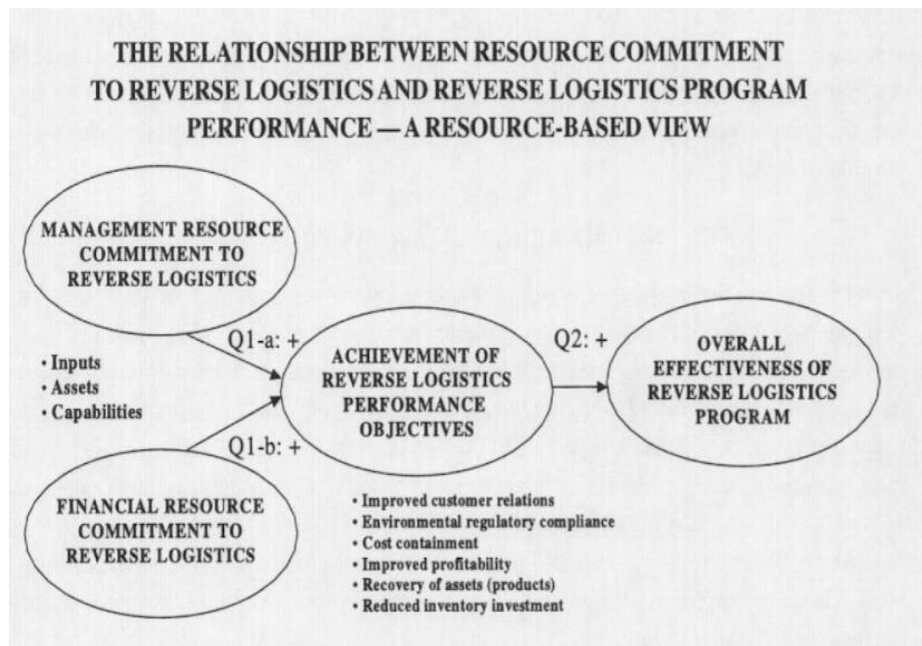 THE RELATIONSHIP BETWEEN RESOURCE COMMITMENT
TO REVERSE LOGISTICS AND REVERSE LOGISTICS PROGRAM
PERFORMANCE — A RESOURCE-BASED VIEW
MANAGEMENT RESOURCE
COMMITMENT TO
REVERSE LOGISTICS
• Inputs
• Assets
• Capabilities
Q1-a: +
Q1-b: +
FINANCIAL RESOURCE
COMMITMENT TO
REVERSE LOGISTICS
ACHIEVEMENT OF
REVERSE LOGISTICS
PERFORMANCE
OBJECTIVES
• Improved customer relations
• Environmental regulatory compliance
• Cost containment
• Improved profitability
• Recovery of assets (products)
• Reduced inventory investment
Q2: +
OVERALL
EFFECTIVENESS OF
REVERSE LOGISTICS
PROGRAM